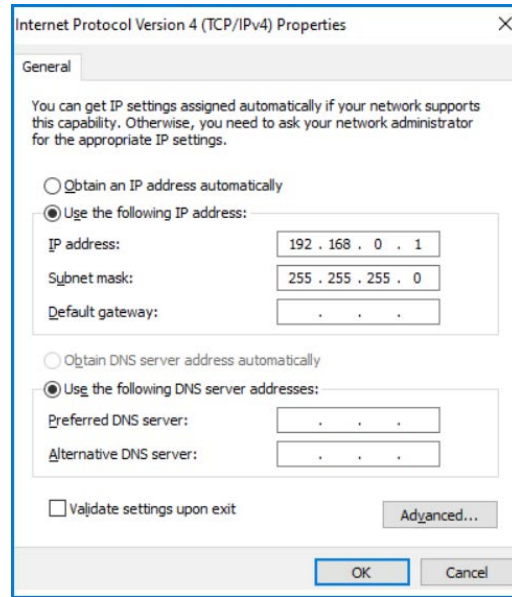 Internet Protocol Version 4 (TCP/IPv4) Properties
General
You can get IP settings assigned automatically if your network supports
this capability. Otherwise, you need to ask your network administrator
for the appropriate IP settings.
Obtain an IP address automatically
Use the following IP address:
IP address: 192 . 168 . 0 . 1
Subnet mask: 255 . 255 . 255 . 0
Default gateway: . . .
Obtain DNS server address automatically
Use the following DNS server addresses:
Preferred DNS server: . . .
Alternative DNS server: . . .
Validate settings upon exit
Advanced...
OK Cancel